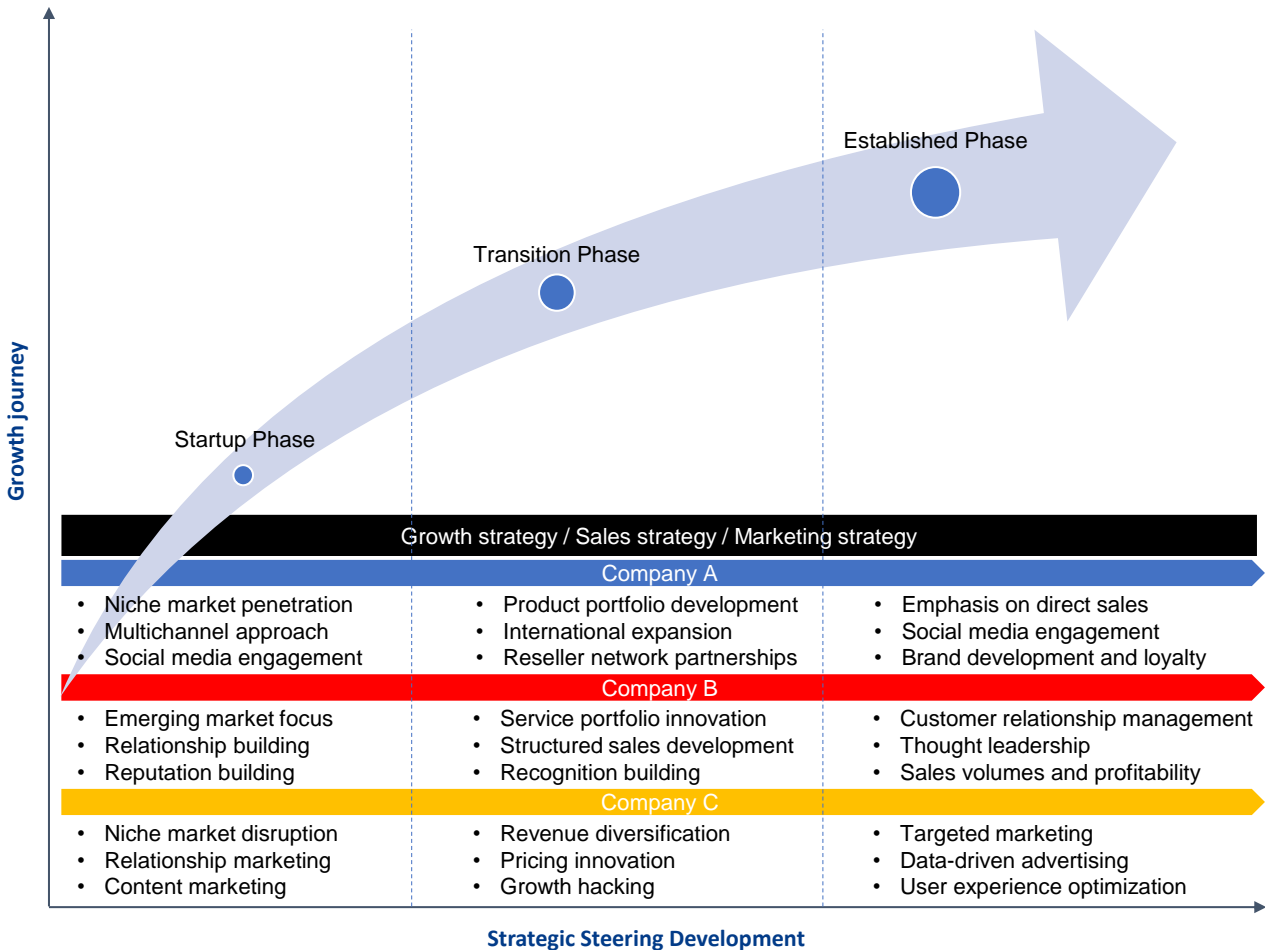 Established Phase
Transition Phase
Growth journey
Startup Phase
Growth strategy / Sales strategy / Marketing strategy
Company A
• Niche market penetration
• Multichannel approach
• Social media engagement
• Product portfolio development
• International expansion
• Reseller network partnerships
• Emphasis on direct sales
• Social media engagement
• Brand development and loyalty
Company B
• Emerging market focus
• Relationship building
• Reputation building
• Service portfolio innovation
• Structured sales development
• Recognition building
• Customer relationship management
• Thought leadership
• Sales volumes and profitability
Company C
• Niche market disruption
• Relationship marketing
• Content marketing
• Revenue diversification
• Pricing innovation
• Growth hacking
• Targeted marketing
• Data-driven advertising
• User experience optimization
Strategic Steering Development